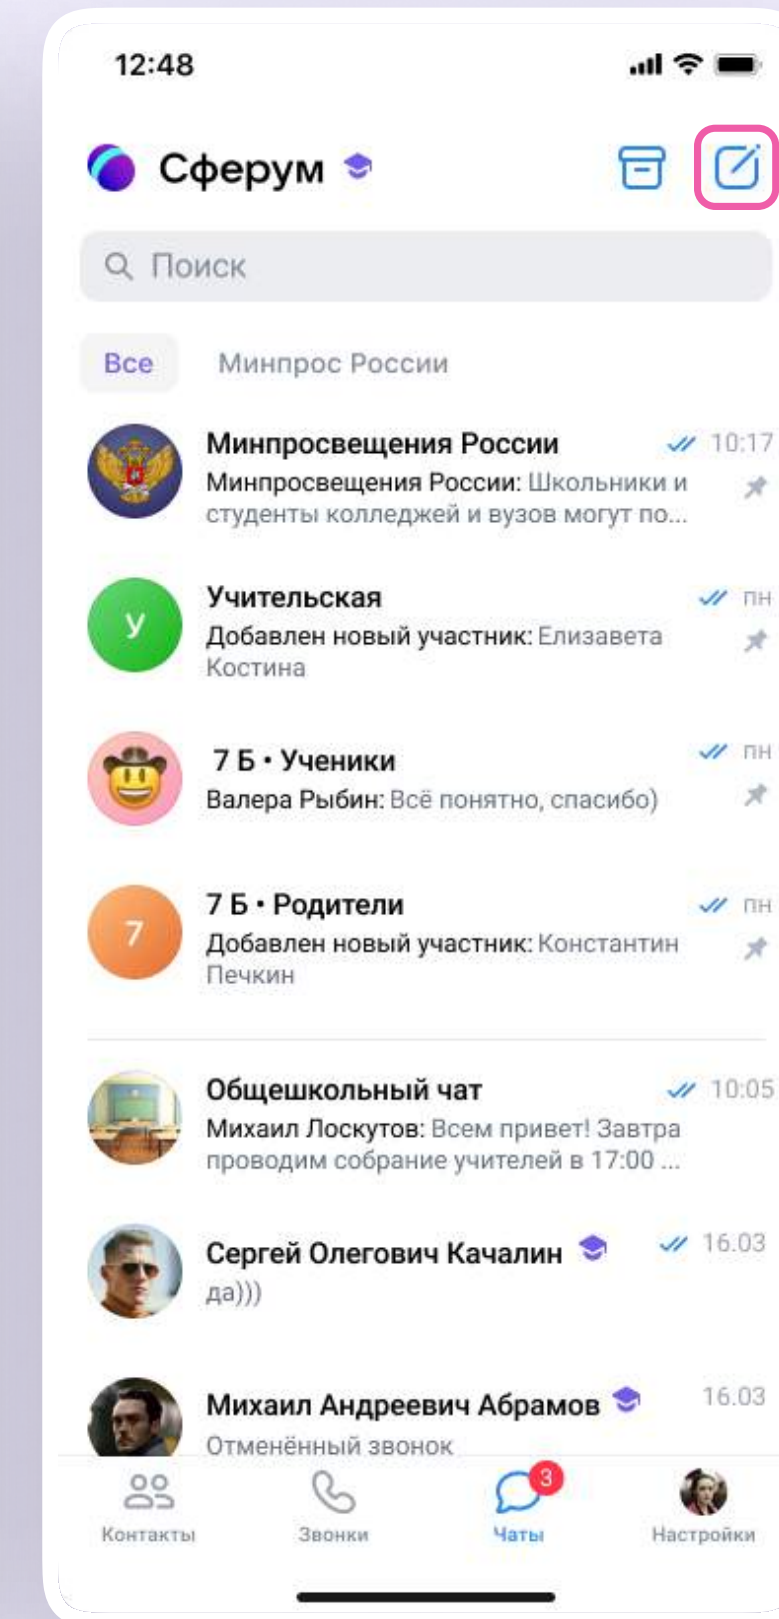 12:48
Сферум
Поиск
Все Минпрос России
Минпросвещения России 10:17
Минпросвещения России: Школьники и
студенты колледжей и вузов могут по...
У
Учительская пн
Добавлен новый участник: Елизавета
Костина
7 Б • Ученики пн
Валера Рыбин: Всё понятно, спасибо)
7
7 Б • Родители пн
Добавлен новый участник: Константин
Печкин
Общешкольный чат 10:05
Михаил Лоскутов: Всем привет! Завтра
проводим собрание учителей в 17:00 ...
Сергей Олегович Качалин 16.03
да)))
Михаил Андреевич Абрамов 16.03
Отменённый звонок
3
Контакты Звонки Чаты Настройки